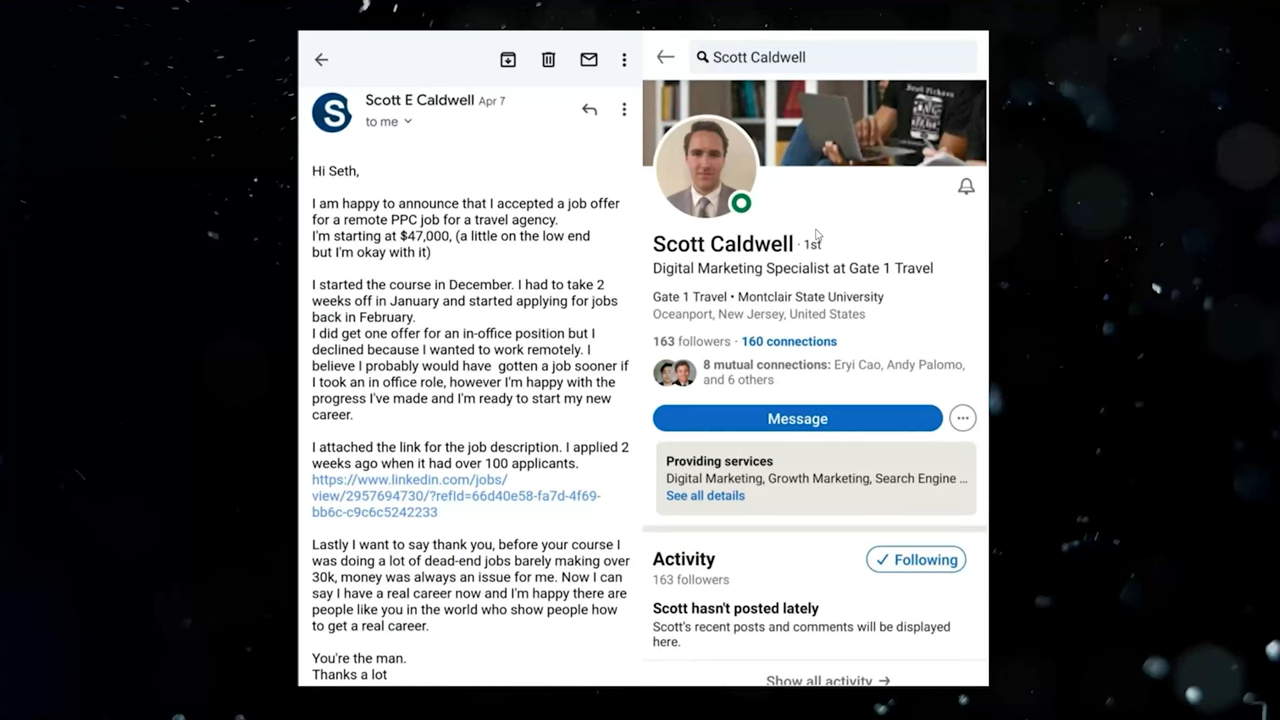 S
Scott E Caldwell Apr 7
to me
Hi Seth,
I am happy to announce that I accepted a job offer
for a remote PPC job for a travel agency.
I'm starting at $47,000, (a little on the low end
but I'm okay with it)
I started the course in December. I had to take 2
weeks off in January and started applying for jobs
back in February.
I did get one offer for an in-office position but I
declined because I wanted to work remotely. I
believe I probably would have gotten a job sooner if
I took an in office role, however I'm happy with the
progress I've made and I'm ready to start my new
career.
I attached the link for the job description. I applied 2
weeks ago when it had over 100 applicants.
https://www.linkedin.com/jobs/
view/2957694730/?refId=66d40e58-fa7d-4f69-
bb6c-c9c6c5242233
Lastly I want to say thank you, before your course I
was doing a lot of dead-end jobs barely making over
30k, money was always an issue for me. Now I can
say I have a real career now and I'm happy there are
people like you in the world who show people how
to get a real career.
You're the man.
Thanks a lot
Scott Caldwell
Scott Caldwell · 1st
Digital Marketing Specialist at Gate 1 Travel
Gate 1 Travel • Montclair State University
Oceanport, New Jersey, United States
163 followers · 160 connections
8 mutual connections: Eryi Cao, Andy Palomo,
and 6 others
Message
Providing services
Digital Marketing, Growth Marketing, Search Engine ...
See all details
Activity
Following
163 followers
Scott hasn't posted lately
Scott's recent posts and comments will be displayed
here.
Show all activity